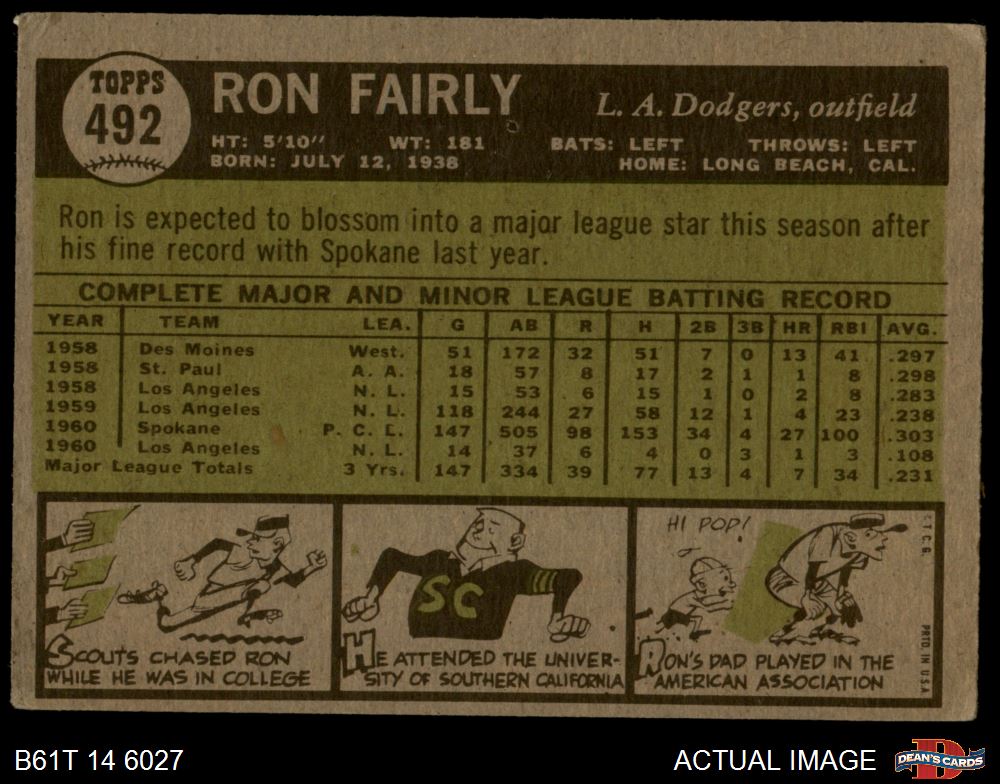 TOPPS
492
RON FAIRLY
L. A. Dodgers, outfield
HT: 5'10" WT: 181 BATS: LEFT THROWS: LEFT
BORN: JULY 12, 1938 HOME: LONG BEACH, CAL.
Ron is expected to blossom into a major league star this season after
his fine record with Spokane last year.
COMPLETE MAJOR AND MINOR LEAGUE BATTING RECORD
YEAR TEAM LEA. G AB R H 2B 3B HR RBI AVG.
1958 Des Moines West. 51 172 32 51 7 0 13 41 .297
1958 St. Paul A. A. 18 57 8 17 2 1 1 8 .298
1958 Los Angeles N. L. 15 53 6 15 1 0 2 8 .283
1959 Los Angeles N. L. 118 244 27 58 12 1 4 23 .238
1960 Spokane P. C. L. 147 505 98 153 34 4 27 100 .303
1960 Los Angeles N. L. 14 37 6 4 0 3 1 3 .108
Major League Totals 3 Yrs. 147 334 39 77 13 4 7 34 .231
SCOUTS CHASED RON
WHILE HE WAS IN COLLEGE
SC
HE ATTENDED THE UNIVER-
SITY OF SOUTHERN CALIFORNIA
HI POP!
RON'S DAD PLAYED IN THE
AMERICAN ASSOCIATION
T. C. G.
PRTD. IN U.S.A.
B61T 14 6027
ACTUAL IMAGE
DEAN'S CARDS